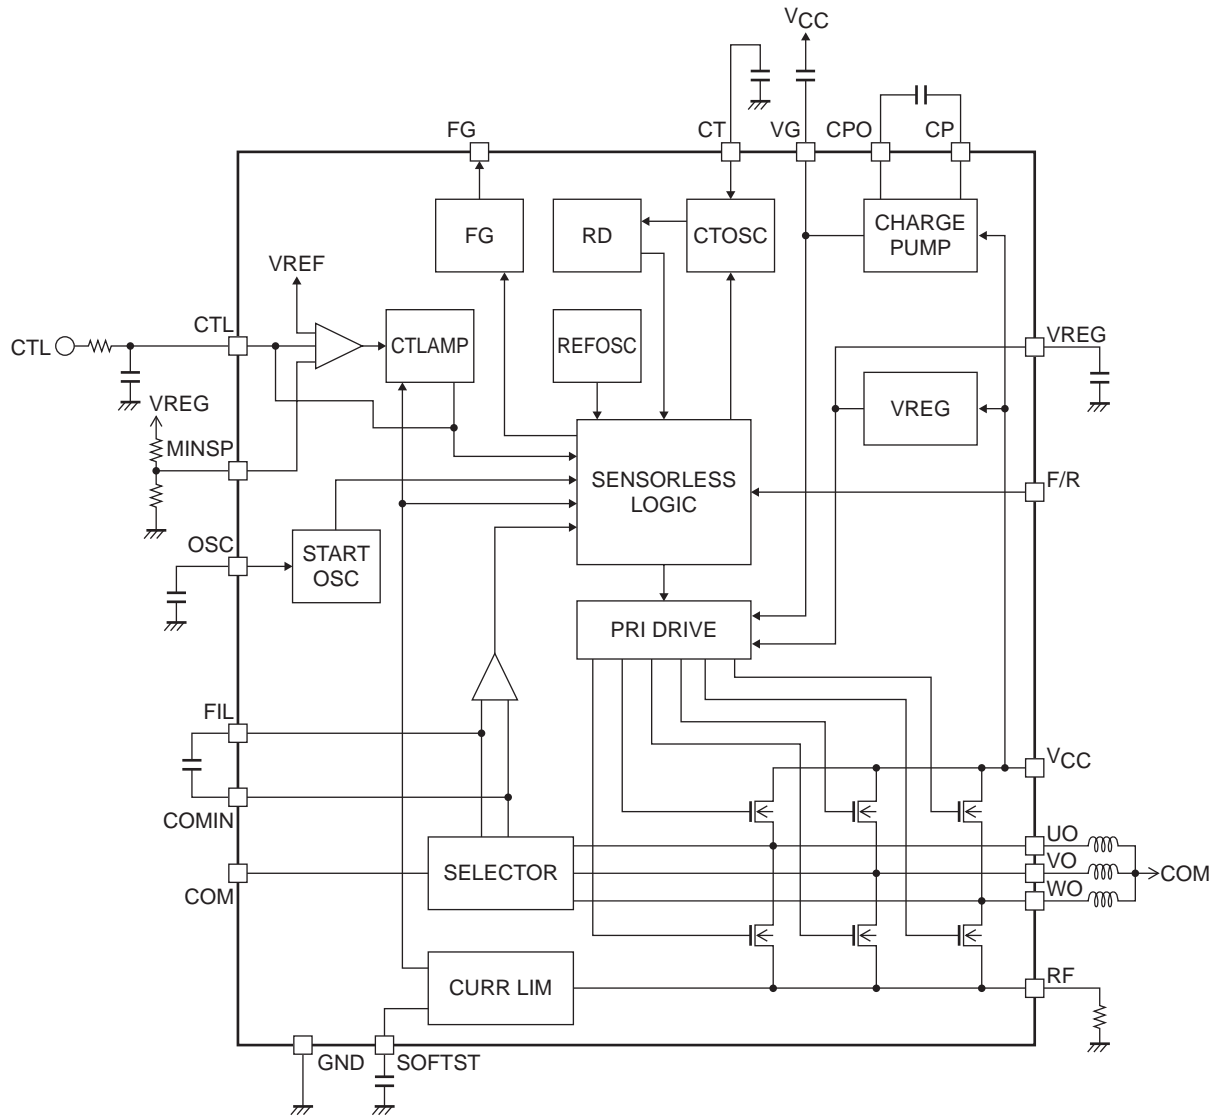 VCC
FG
CT
VG
CPO
CP
FG
RD
CTOSC
CHARGE
PUMP
VREF
CTL
CTL
CTLAMP
REFOSC
VREG
VREG
VREG
MINSP
SENSORLESS
LOGIC
F/R
OSC
START
OSC
PRI DRIVE
FIL
VCC
COMIN
UO
SELECTOR
VO
COM
COM
WO
CURR LIM
RF
GND
SOFTST